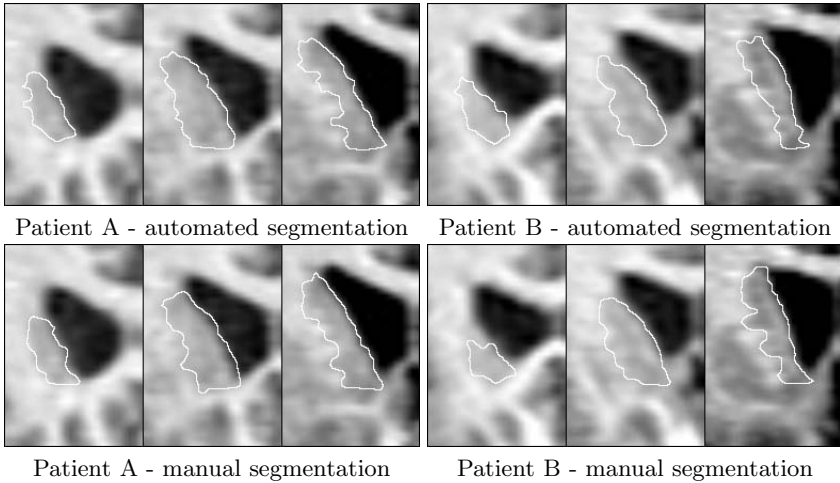 Patient A - automated segmentation
Patient B - automated segmentation
Patient A - manual segmentation
Patient B - manual segmentation